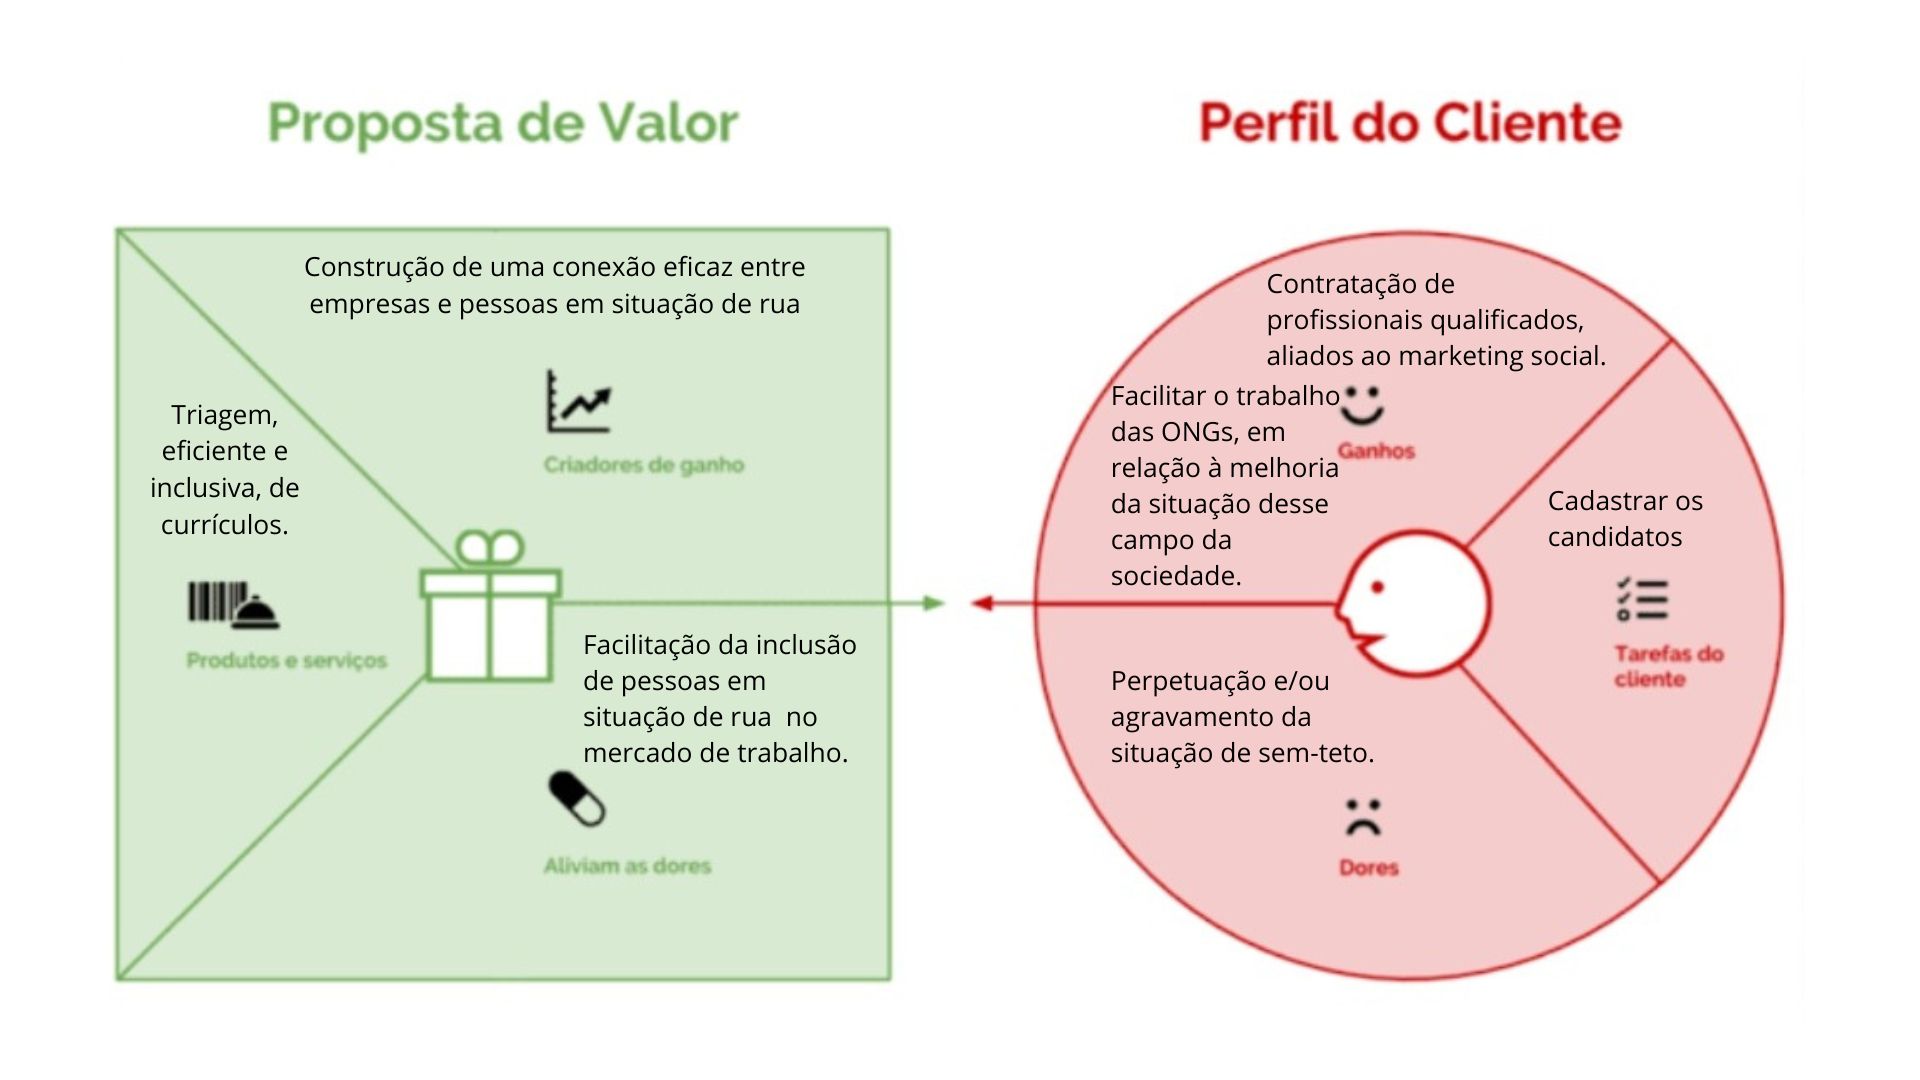 Proposta de Valor
Construção de uma conexão eficaz entre
empresas e pessoas em situação de rua
Criadores de ganho
Triagem,
eficiente e
inclusiva, de
currículos.
Produtos e serviços
Facilitação da inclusão
de pessoas em
situação de rua  no
mercado de trabalho.
Aliviam as dores
Perfil do Cliente
Contratação de
profissionais qualificados,
aliados ao marketing social.
Facilitar o trabalho
das ONGs, em
relação à melhoria
da situação desse
campo da
sociedade.
Ganhos
Cadastrar os
candidatos
Tarefas do
cliente
Perpetuação e/ou
agravamento da
situação de sem-teto.
Dores